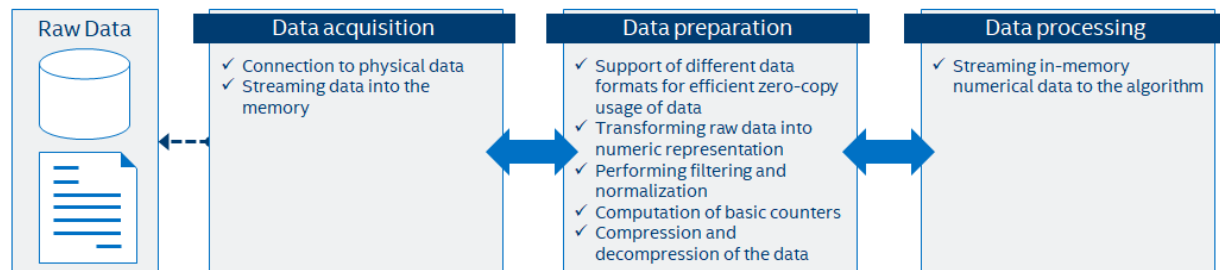 Raw Data
Data acquisition
✓ Connection to physical data
✓ Streaming data into the
memory
Data preparation
✓ Support of different data
formats for efficient zero-copy
usage of data
✓ Transforming raw data into
numeric representation
✓ Performing filtering and
normalization
✓ Computation of basic counters
✓ Compression and
decompression of the data
Data processing
✓ Streaming in-memory
numerical data to the algorithm